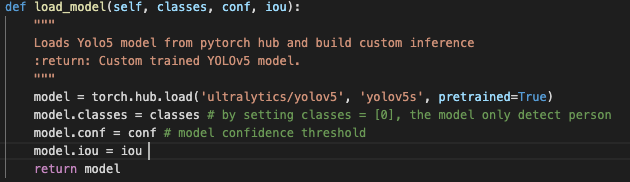 def load_model(self, classes, conf, iou):
"""
Loads Yolo5 model from pytorch hub and build custom inference
:return: Custom trained YOLOv5 model.
"""
model = torch.hub.load('ultralytics/yolov5', 'yolov5s', pretrained=True)
model.classes = classes # by setting classes = [0], the model only detect person
model.conf = conf # model confidence threshold
model.iou = iou
return model